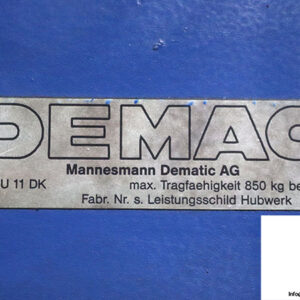 DEMAG
Mannesmann Dematic AG
U 11 DK max. Tragfaehigkeit 850 kg be
Fabr. Nr. s. Leistungsschild Hubwerk